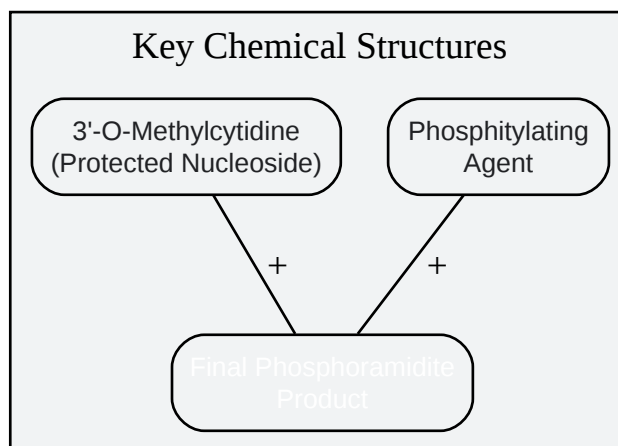 Key Chemical Structures
3'-O-Methylcytidine
(Protected Nucleoside)
Phosphitylating
Agent
+ +
Final Phosphoramidite
Product